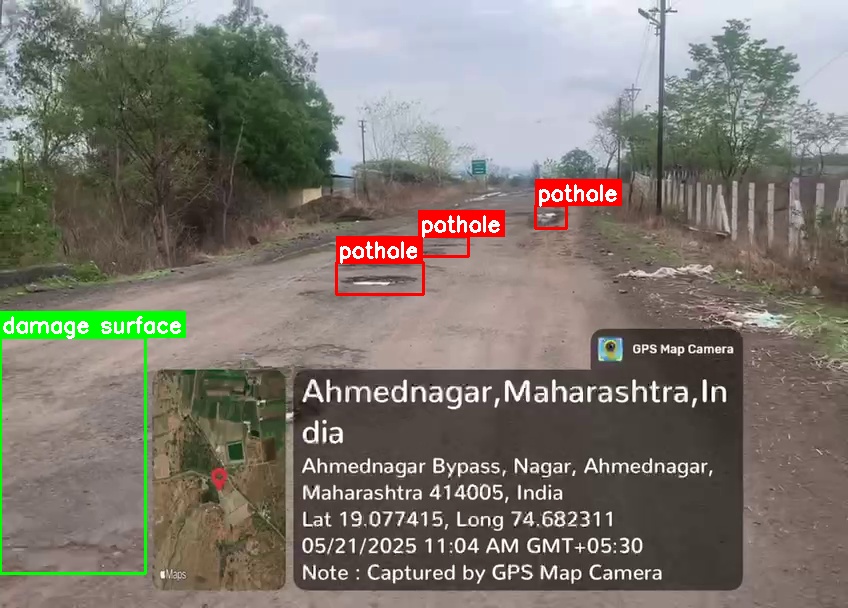 pothole
pothole
pothole
damage surface
GPS Map Camera
Ahmednagar,Maharashtra,In
dia
Ahmednagar Bypass, Nagar, Ahmednagar,
Maharashtra 414005, India
Lat 19.077415, Long 74.682311
05/21/2025 11:04 AM GMT+05:30
Note : Captured by GPS Map Camera
Maps